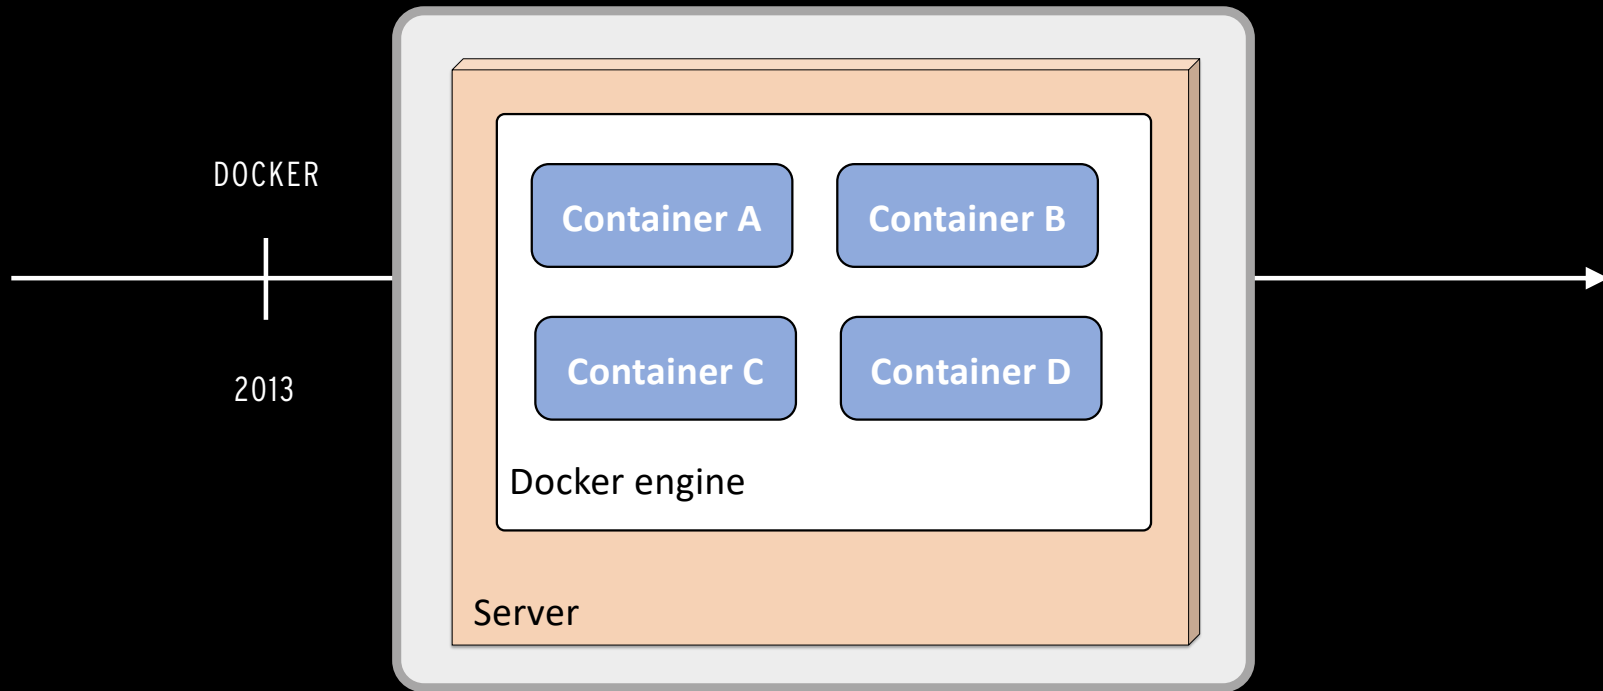 DOCKER
2013
Container A
Container B
Container C
Container D
Docker engine
Server